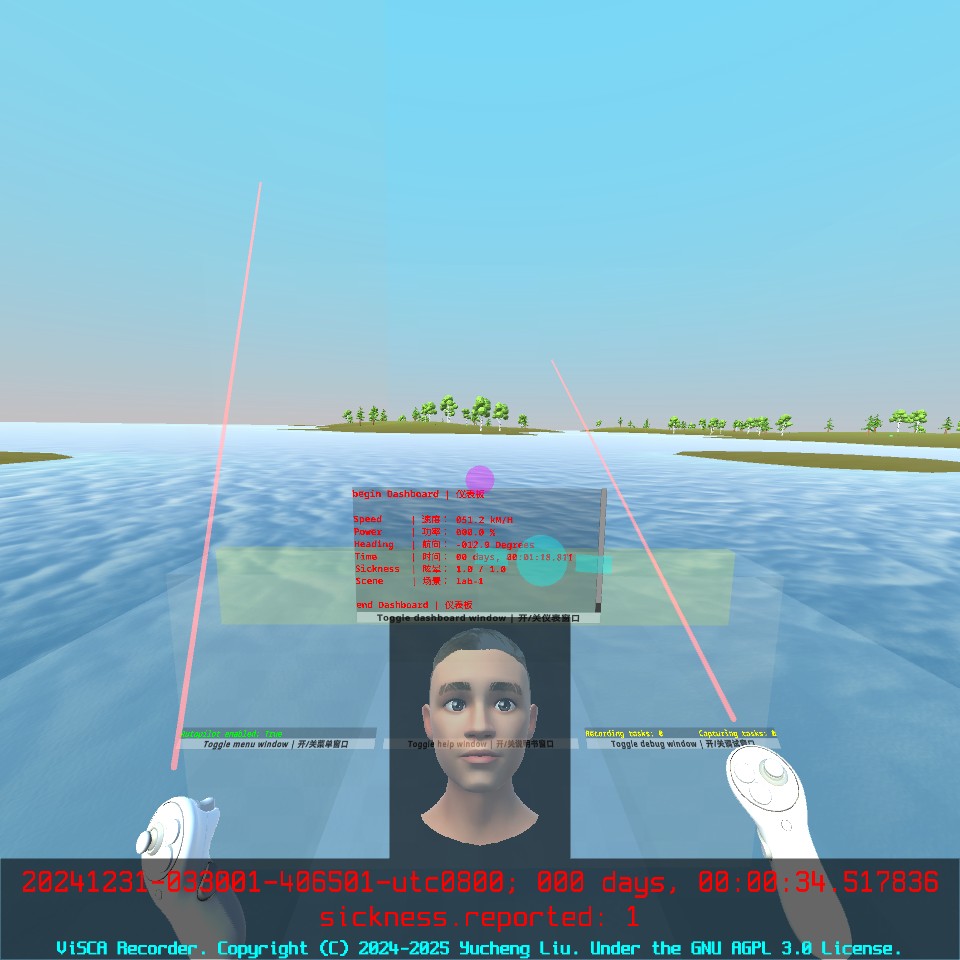 begin Dashboard | 仪表板
Speed | 速度: 051.2 kM/H
Power | 功率: 000.0 %
Heading | 航向: -012.9 Degrees
Time | 时间: 00 days, 00:01:18.811
Sickness | 眩晕: 1.0 / 1.0
Scene | 场景: lab-1
end Dashboard | 仪表板
Toggle dashboard window | 开/关仪表窗口
Autopilot enabled: True
Recording tasks: 0 Capturing tasks: 0
Toggle menu window | 开/关菜单窗口
Toggle help window | 开/关说明书窗口
Toggle debug window | 开/关调试窗口
20241231-033001-406501-utc0800; 000 days, 00:00:34.517836
sickness.reported: 1
ViSCA Recorder. Copyright (C) 2024-2025 Yucheng Liu. Under the GNU AGPL 3.0 License.